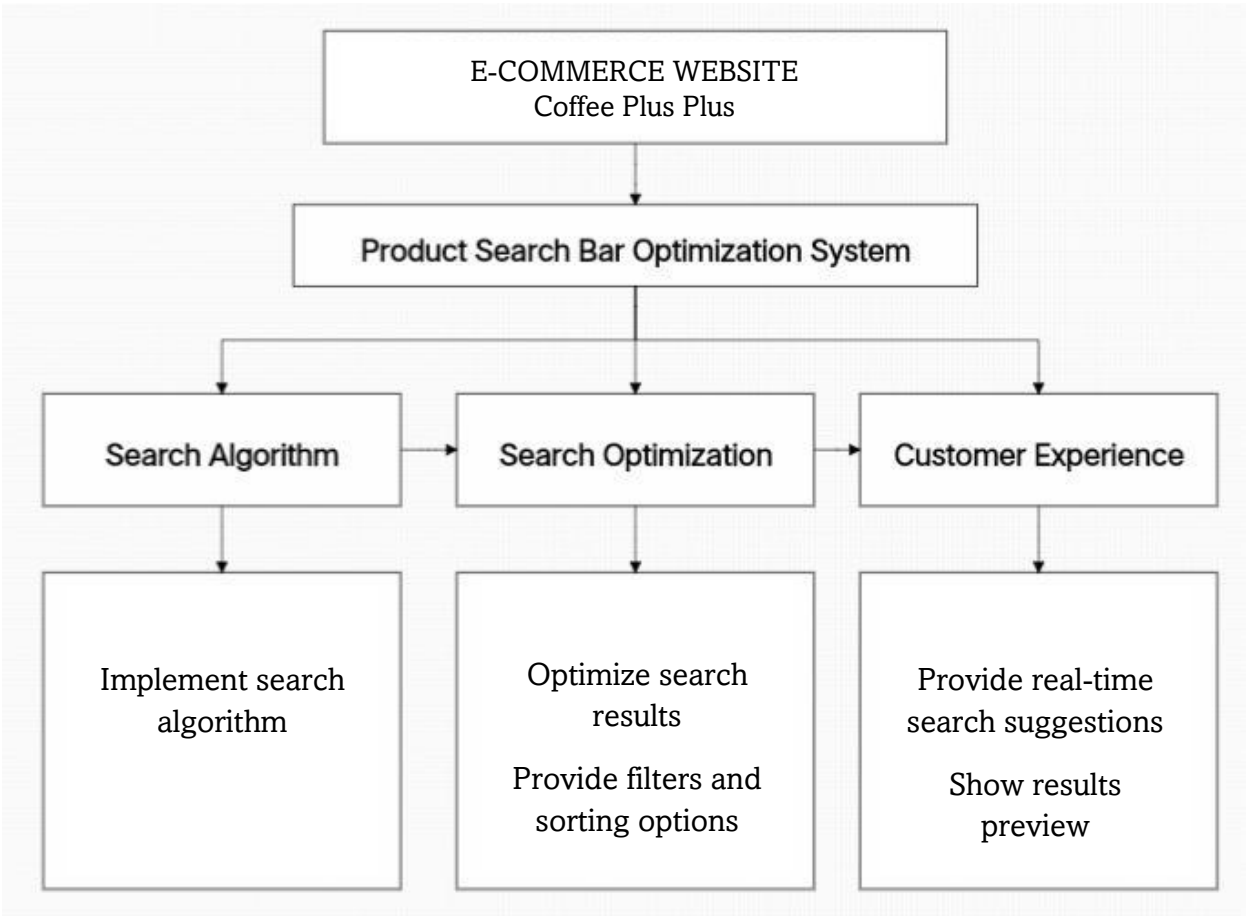 E-COMMERCE WEBSITE
Coffee Plus Plus
Product Search Bar Optimization System
Search Algorithm
Search Optimization
Customer Experience
Implement search
algorithm
Optimize search
results
Provide filters and
sorting options
Provide real-time
search suggestions
Show results
preview